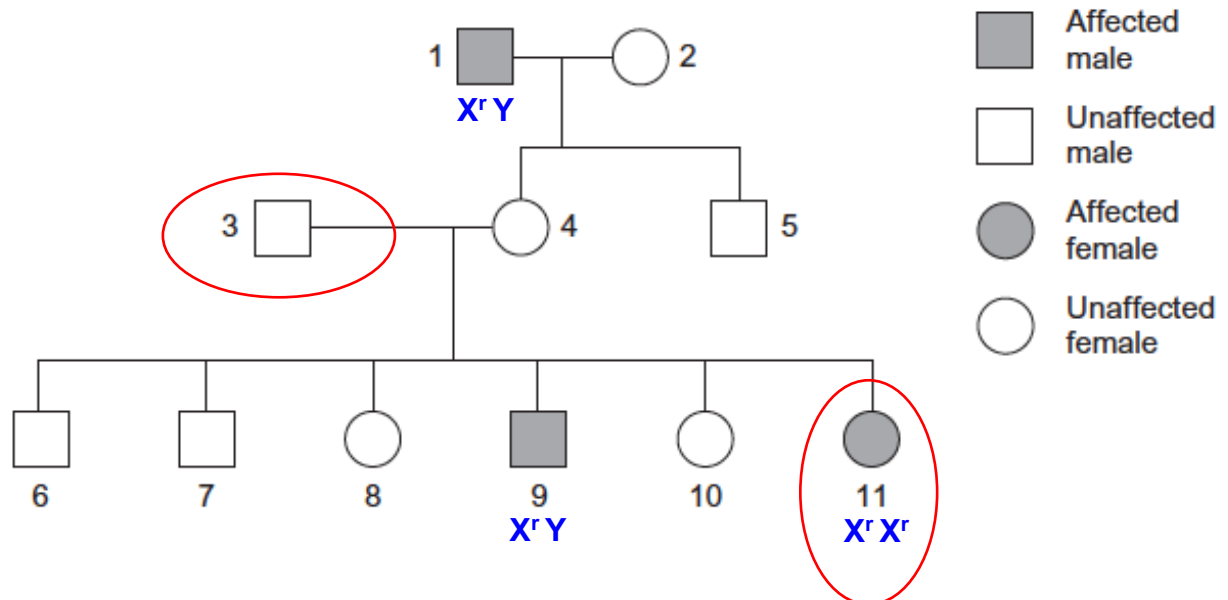 1
2
Xʳ Y
3
4
5
6
7
8
9
10
11
Xʳ Y
Xʳ Xʳ
Affected
male
Unaffected
male
Affected
female
Unaffected
female